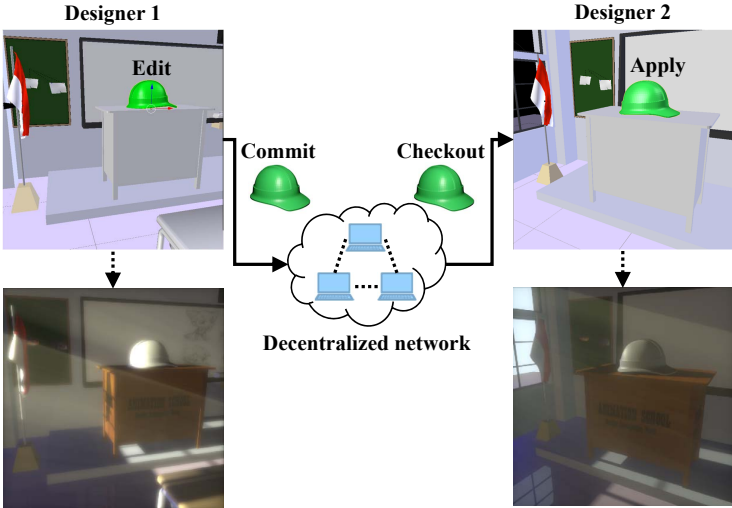 Designer 1
Designer 2
Edit
Apply
Commit
Checkout
Decentralized network